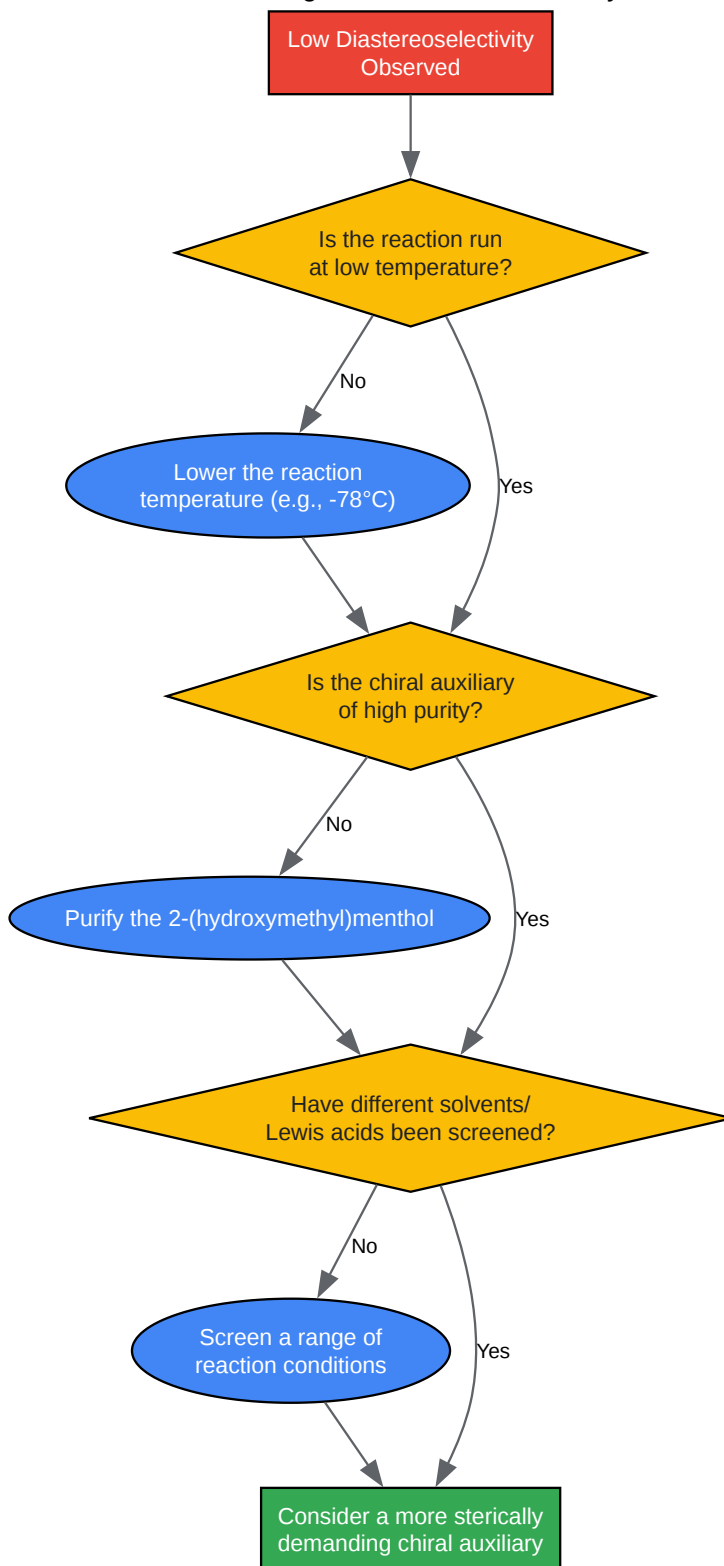 Low Diastereoselectivity
Observed
Is the reaction run
at low temperature?
No
Lower the reaction
temperature (e.g., -78°C)
Yes
Is the chiral auxiliary
of high purity?
No
Purify the 2-(hydroxymethyl)menthol
Yes
Have different solvents/
Lewis acids been screened?
No
Screen a range of
reaction conditions
Yes
Consider a more sterically
demanding chiral auxiliary